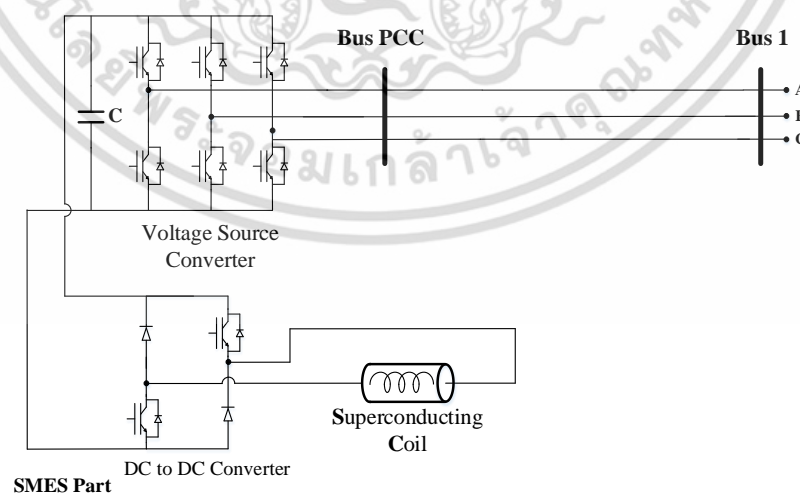 Bus PCC
Bus 1
A
C
Voltage Source
Converter
Superconducting
Coil
DC to DC Converter
SMES Part